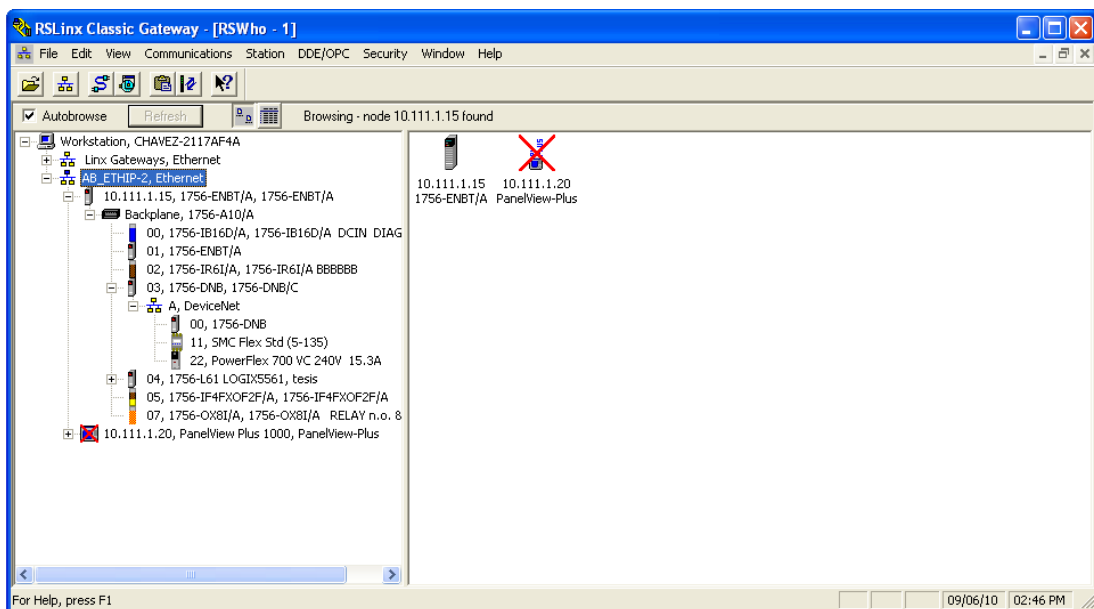 RSLinx Classic Gateway - [RSWho - 1]
File Edit View Communications Station DDE/OPC Security Window Help
Autobrowse Refresh Browsing - node 10.111.1.15 found
Workstation, CHAVEZ-2117AF4A
Linx Gateways, Ethernet
AB_ETHIP-2, Ethernet
10.111.1.15, 1756-ENBT/A, 1756-ENBT/A
Backplane, 1756-A10/A
00, 1756-IB16D/A, 1756-IB16D/A DCIN DIAG
01, 1756-ENBT/A
02, 1756-IR6I/A, 1756-IR6I/A BBBBBB
03, 1756-DNB, 1756-DNB/C
A, DeviceNet
00, 1756-DNB
11, SMC Flex Std (5-135)
22, PowerFlex 700 VC 240V 15.3A
04, 1756-L61 LOGIX5561, tesis
05, 1756-IF4FXOF2F/A, 1756-IF4FXOF2F/A
07, 1756-OX8I/A, 1756-OX8I/A RELAY n.o. 8
10.111.1.20, PanelView Plus 1000, PanelView-Plus
10.111.1.15 10.111.1.20
1756-ENBT/A PanelView-Plus
For Help, press F1 09/06/10 02:46 PM